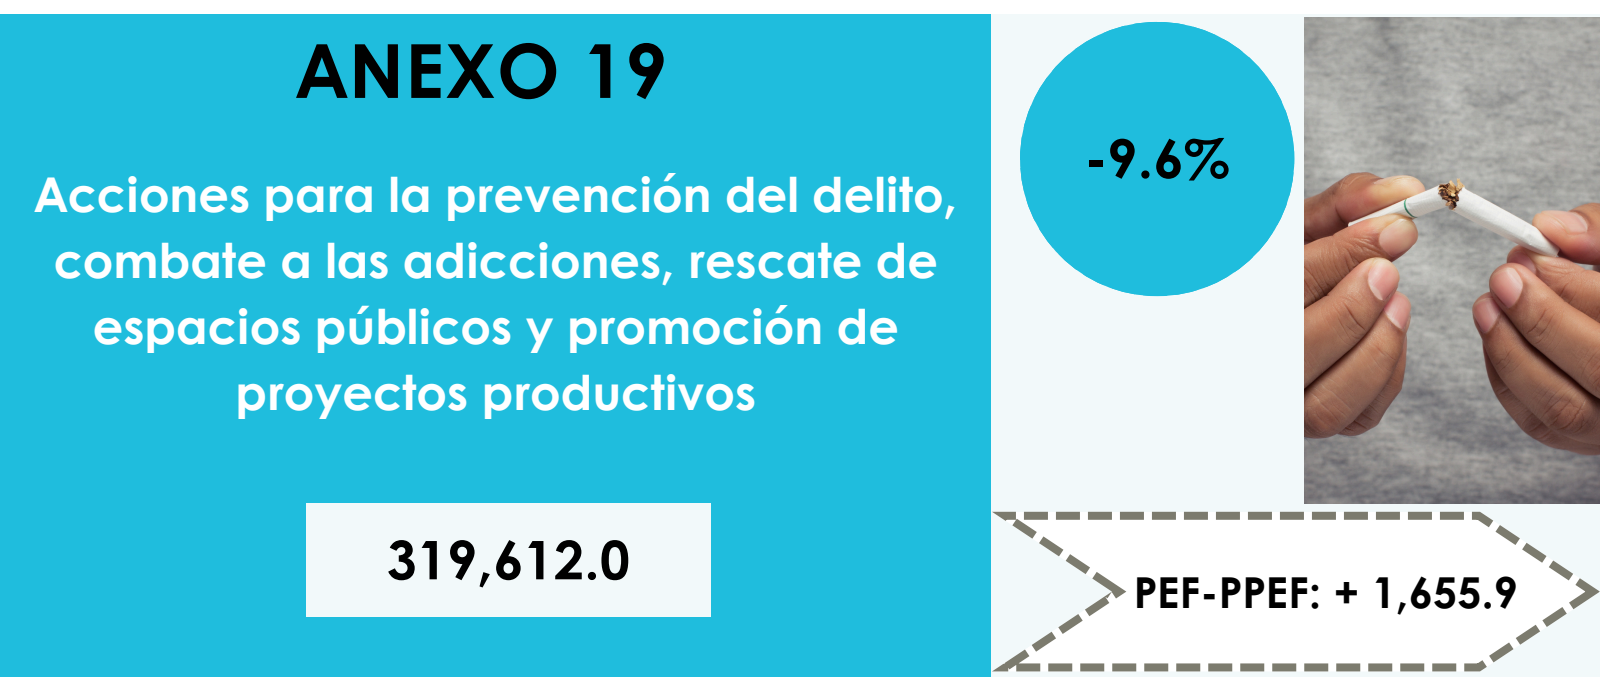 ANEXO 19
Acciones para la prevención del delito,
combate a las adicciones, rescate de
espacios públicos y promoción de
proyectos productivos
319,612.0
-9.6%
PEF-PPEF: + 1,655.9